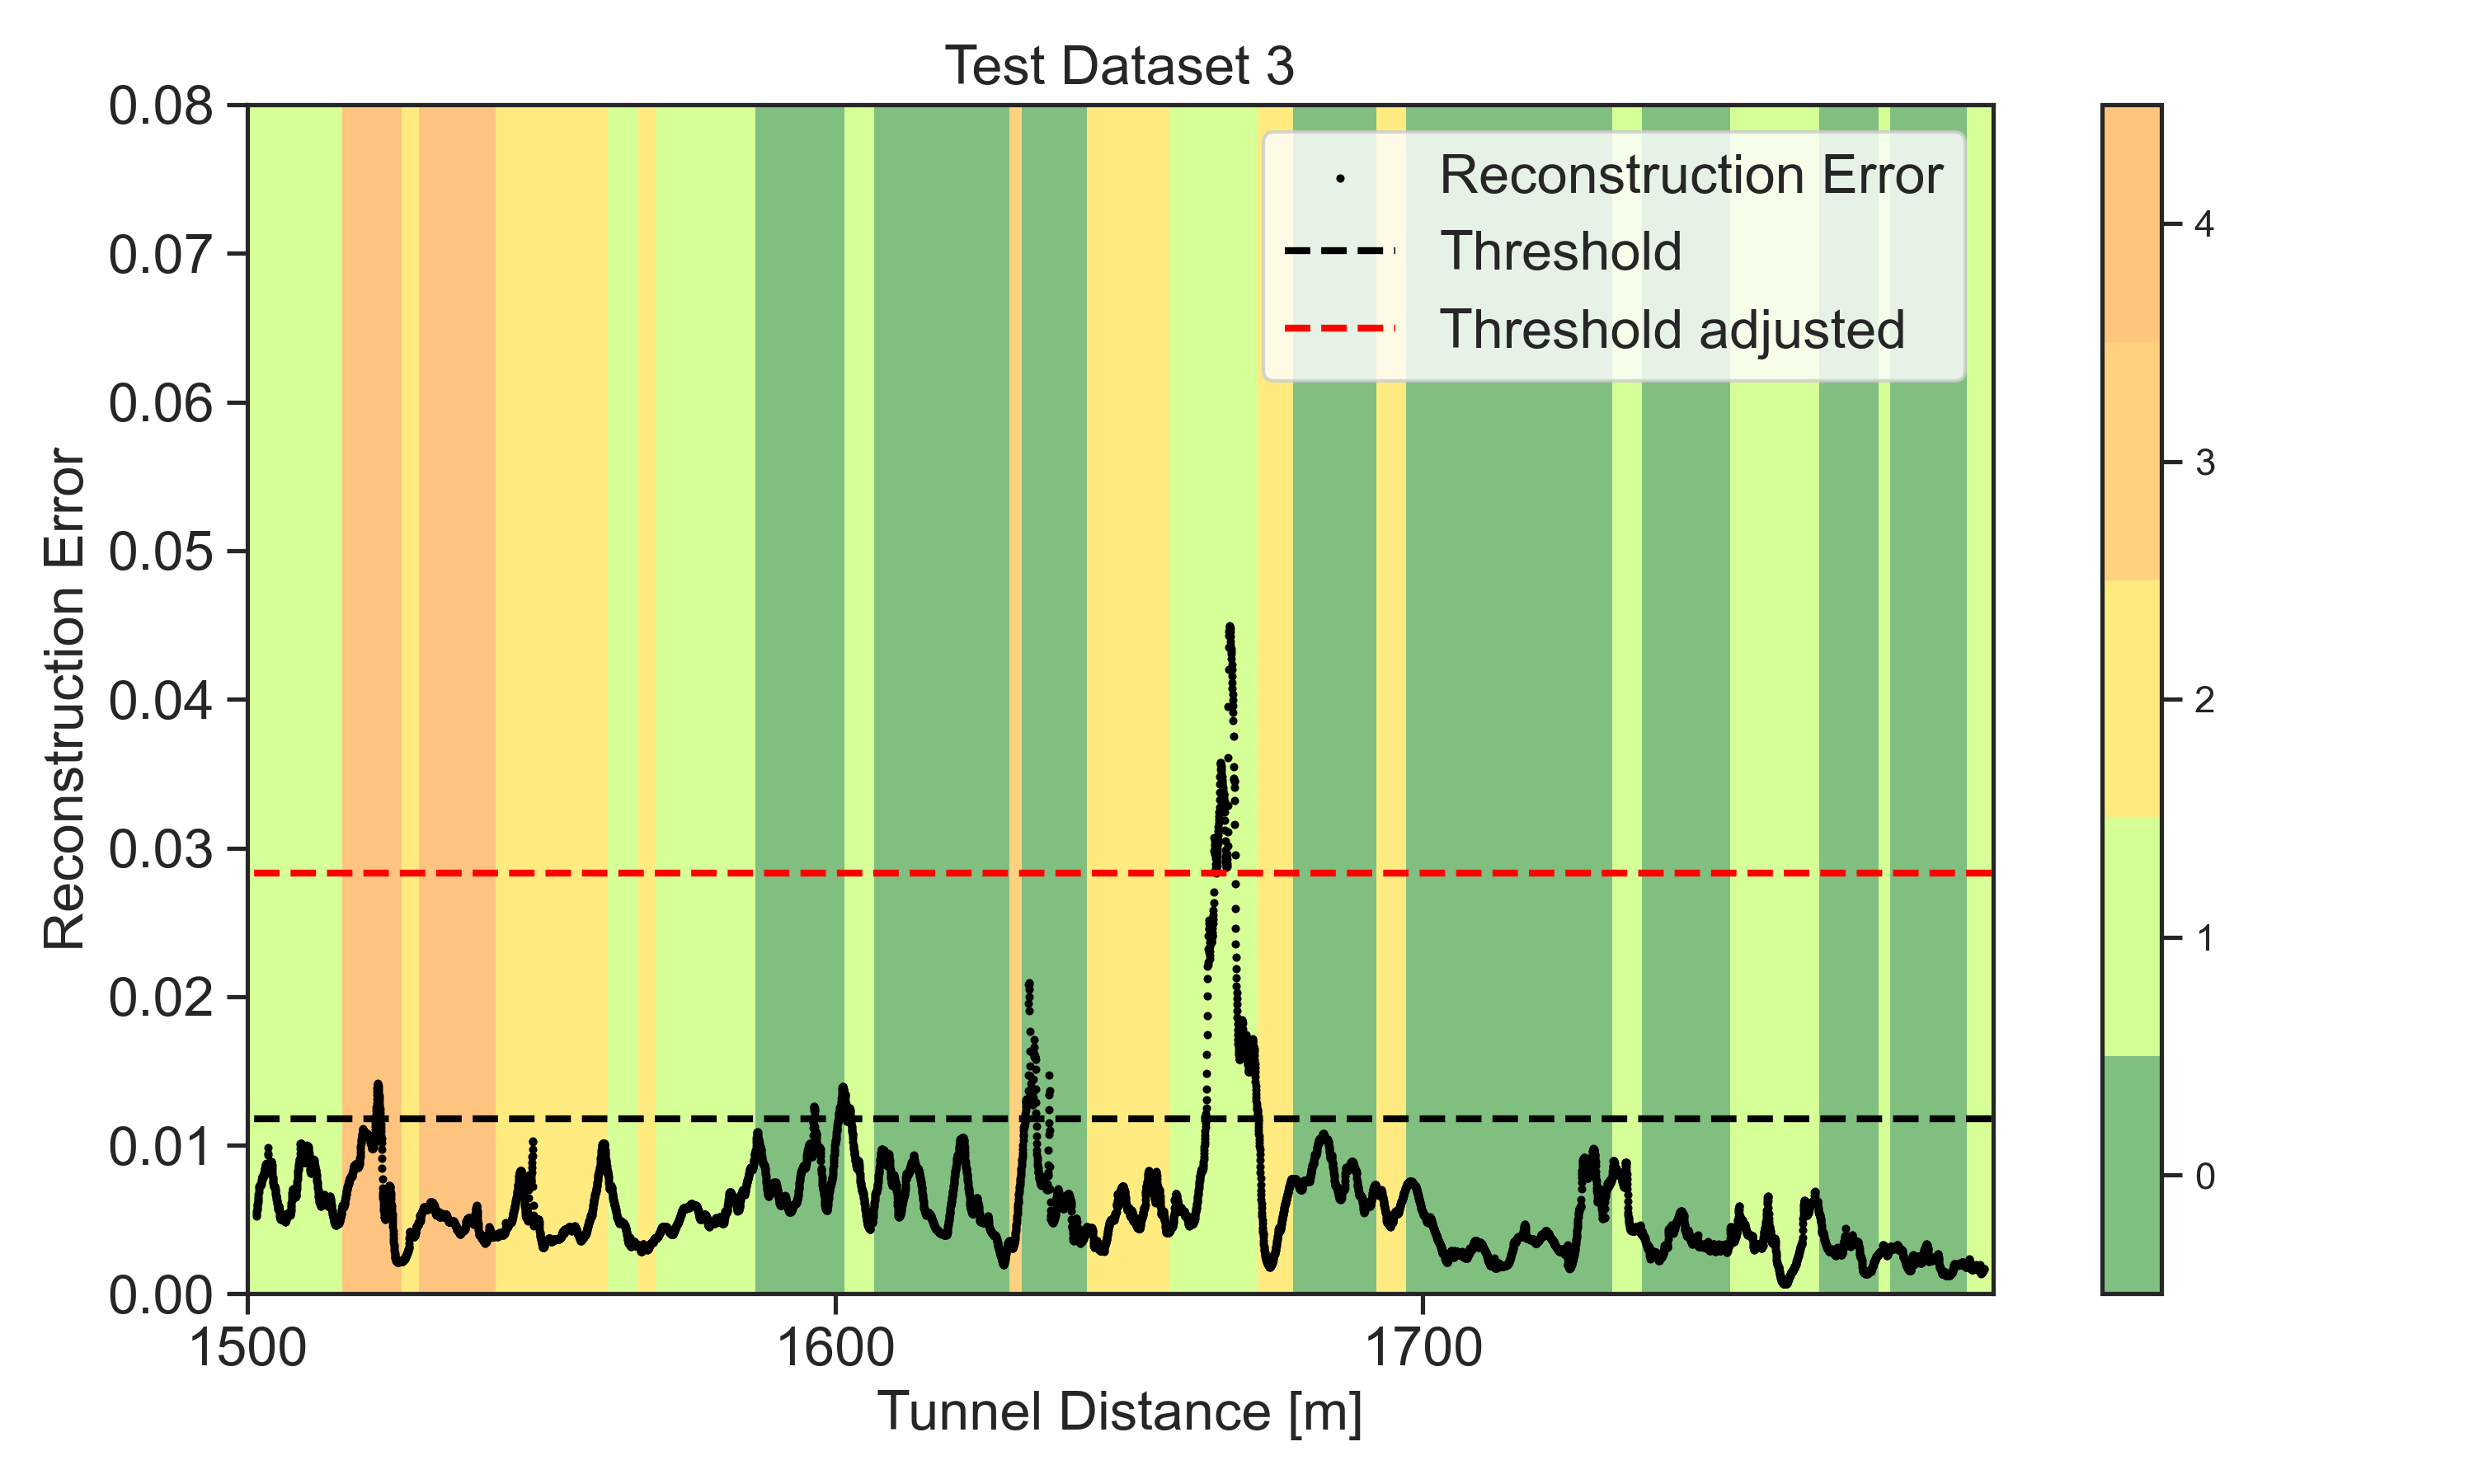 Test Dataset 3
Reconstruction Error
Threshold
Threshold adjusted
Reconstruction Error
0.08
0.07
0.06
0.05
0.04
0.03
0.02
0.01
0.00
1500
1600
1700
Tunnel Distance [m]
4
3
2
1
0